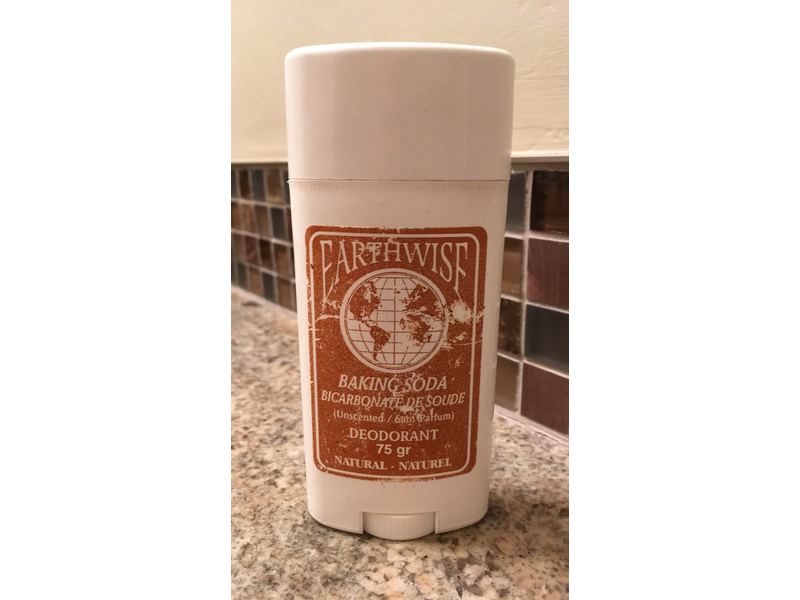 EARTHWISE
BAKING SODA
BICARBONATE DE SOUDE
(Unscented / Sans Parfum)
DEODORANT
75 gr
NATURAL - NATUREL